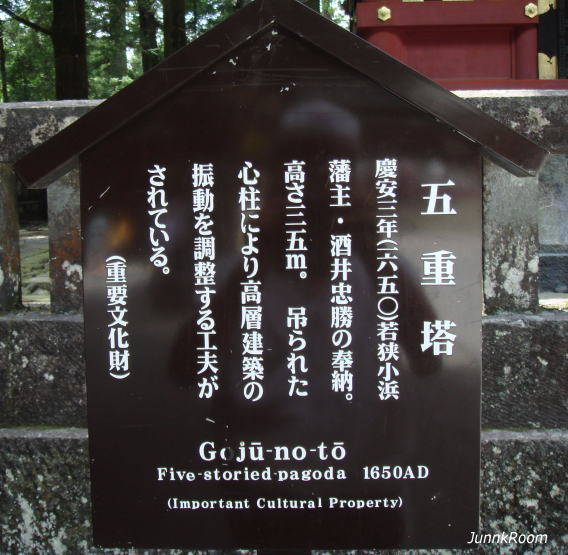 五重塔
慶安三年(一六五〇)若狭小浜
藩主・酒井忠勝の奉納。
高さ三五m。 吊られた
心柱により高層建築の
振動を調整する工夫が
されている。
(重要文化財)
Gojū-no-tō
Five-storied-pagoda 1650AD
(Important Cultural Property)
JunnkRoom